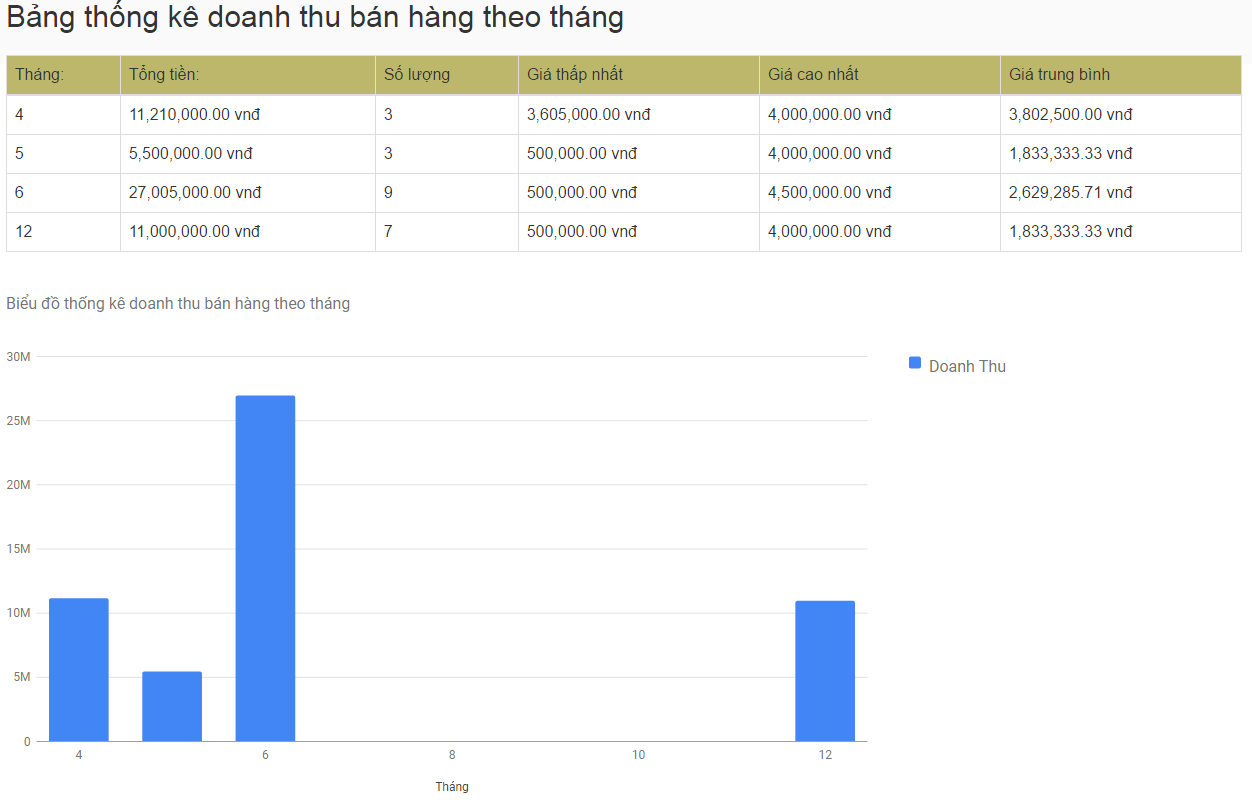 Bảng thống kê doanh thu bán hàng theo tháng
Tháng: Tổng tiền: Số lượng Giá thấp nhất Giá cao nhất Giá trung bình
4 11,210,000.00 vnđ 3 3,605,000.00 vnđ 4,000,000.00 vnđ 3,802,500.00 vnđ
5 5,500,000.00 vnđ 3 500,000.00 vnđ 4,000,000.00 vnđ 1,833,333.33 vnđ
6 27,005,000.00 vnđ 9 500,000.00 vnđ 4,500,000.00 vnđ 2,629,285.71 vnđ
12 11,000,000.00 vnđ 7 500,000.00 vnđ 4,000,000.00 vnđ 1,833,333.33 vnđ
Biểu đồ thống kê doanh thu bán hàng theo tháng
30M
Doanh Thu
25M
20M
15M
10M
5M
0
4 6 8 10 12
Tháng